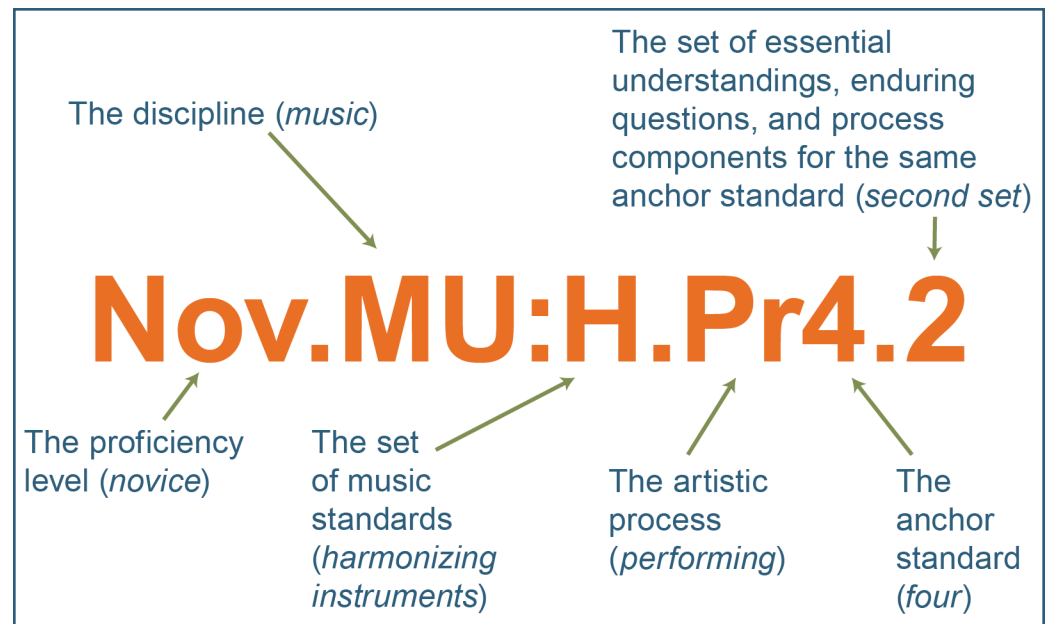 The discipline (music)
The set of essential
understandings, enduring
questions, and process
components for the same
anchor standard (second set)
Nov.MU:H.Pr4.2
The proficiency
level (novice)
The set
of music
standards
(harmonizing
instruments)
The artistic
process
(performing)
The
anchor
standard
(four)